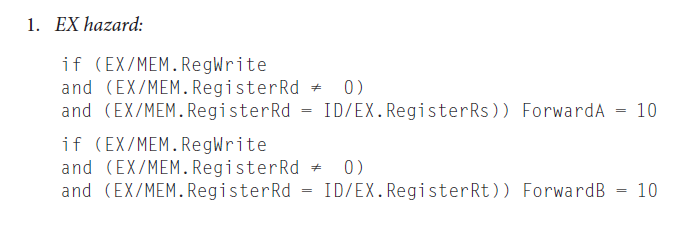 1. EX hazard:
if (EX/MEM.RegWrite
and (EX/MEM.RegisterRd ≠ 0)
and (EX/MEM.RegisterRd = ID/EX.RegisterRs)) ForwardA = 10
if (EX/MEM.RegWrite
and (EX/MEM.RegisterRd ≠ 0)
and (EX/MEM.RegisterRd = ID/EX.RegisterRt)) ForwardB = 10